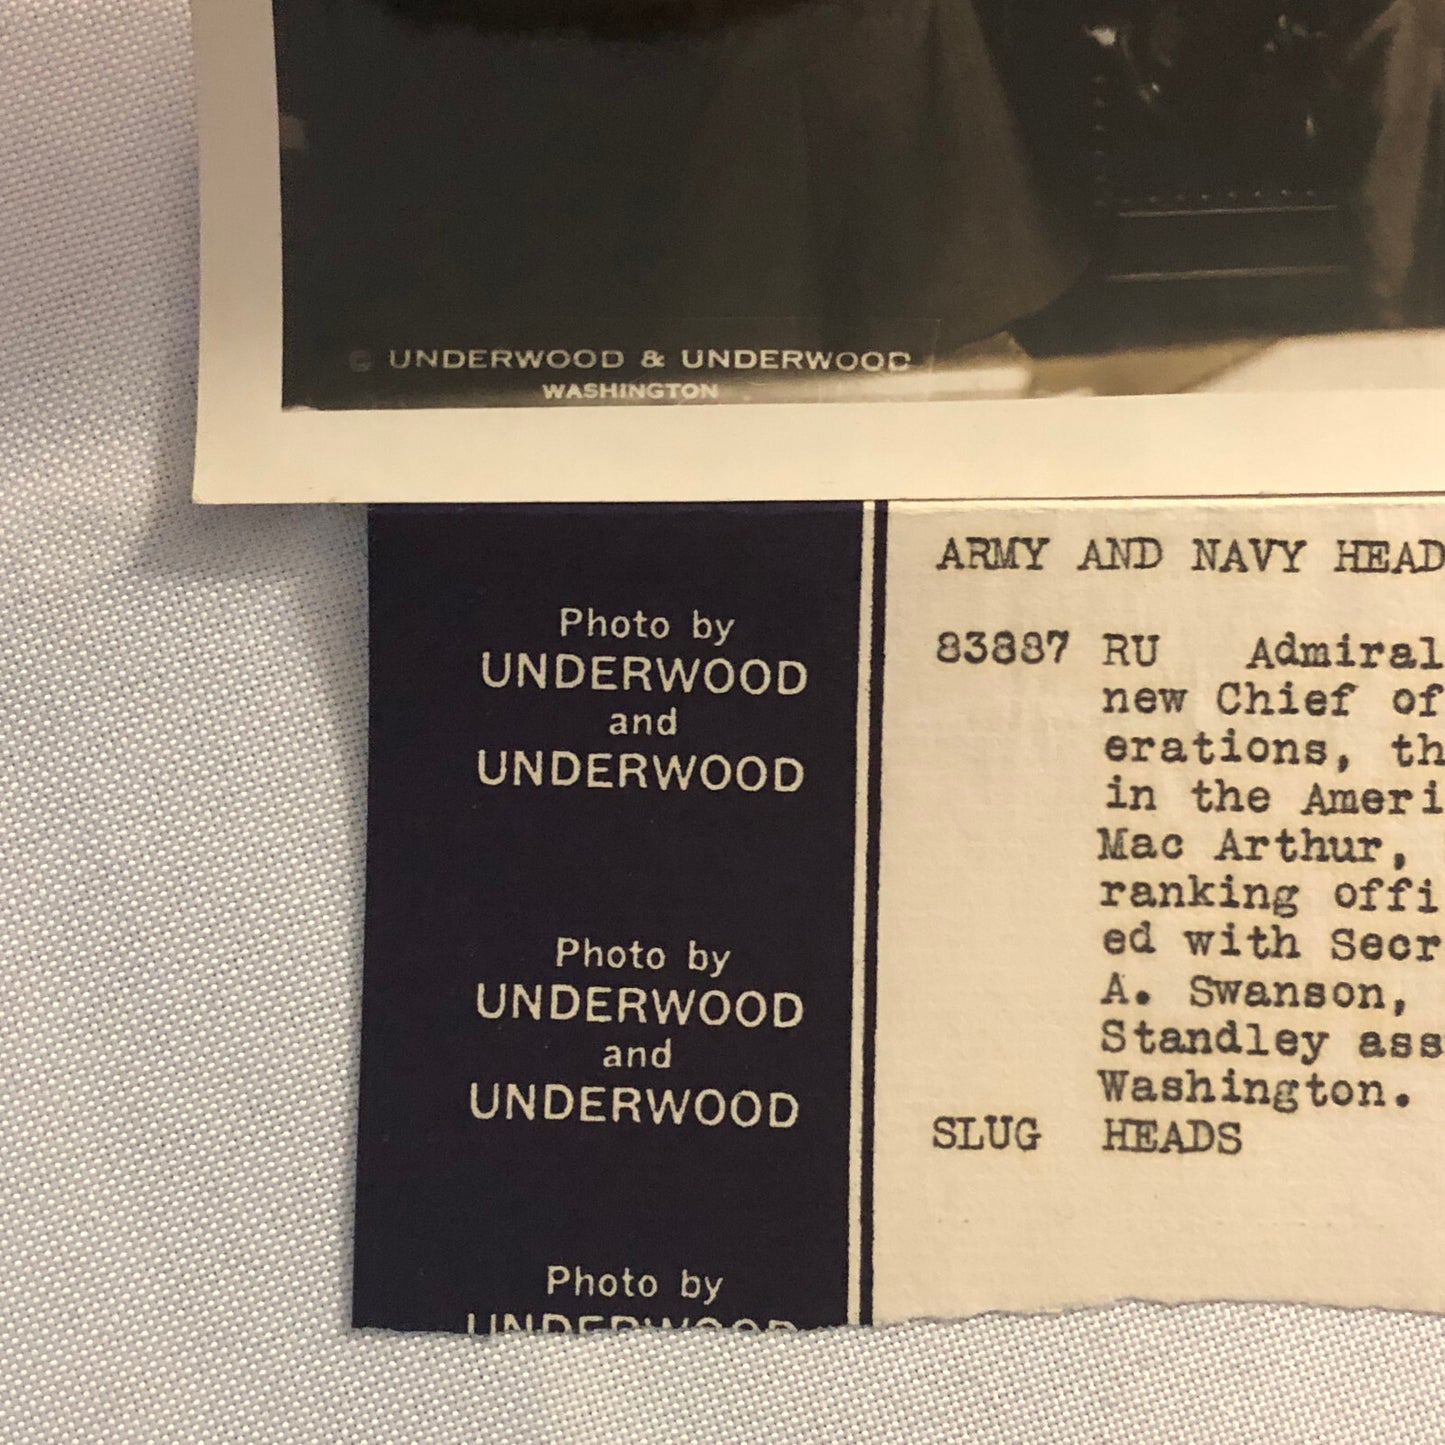 © UNDERWOOD & UNDERWOOD
WASHINGTON
Photo by
UNDERWOOD
and
UNDERWOOD
Photo by
UNDERWOOD
and
UNDERWOOD
Photo by
UNDERWOOD
ARMY AND NAVY HEAD
83887 RU Admiral
new Chief of
erations, th
in the Ameri
Mac Arthur,
ranking offi
ed with Secr
A. Swanson,
Standley ass
Washington.
SLUG HEADS